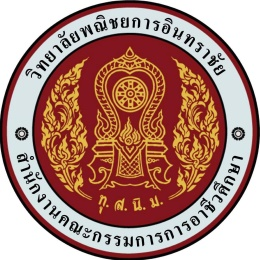 วิทยาลัยพณิชยการอินทราชัย
ทุ. ส. นิ. ม.
สำนักงานคณะกรรมการการอาชีวศึกษา